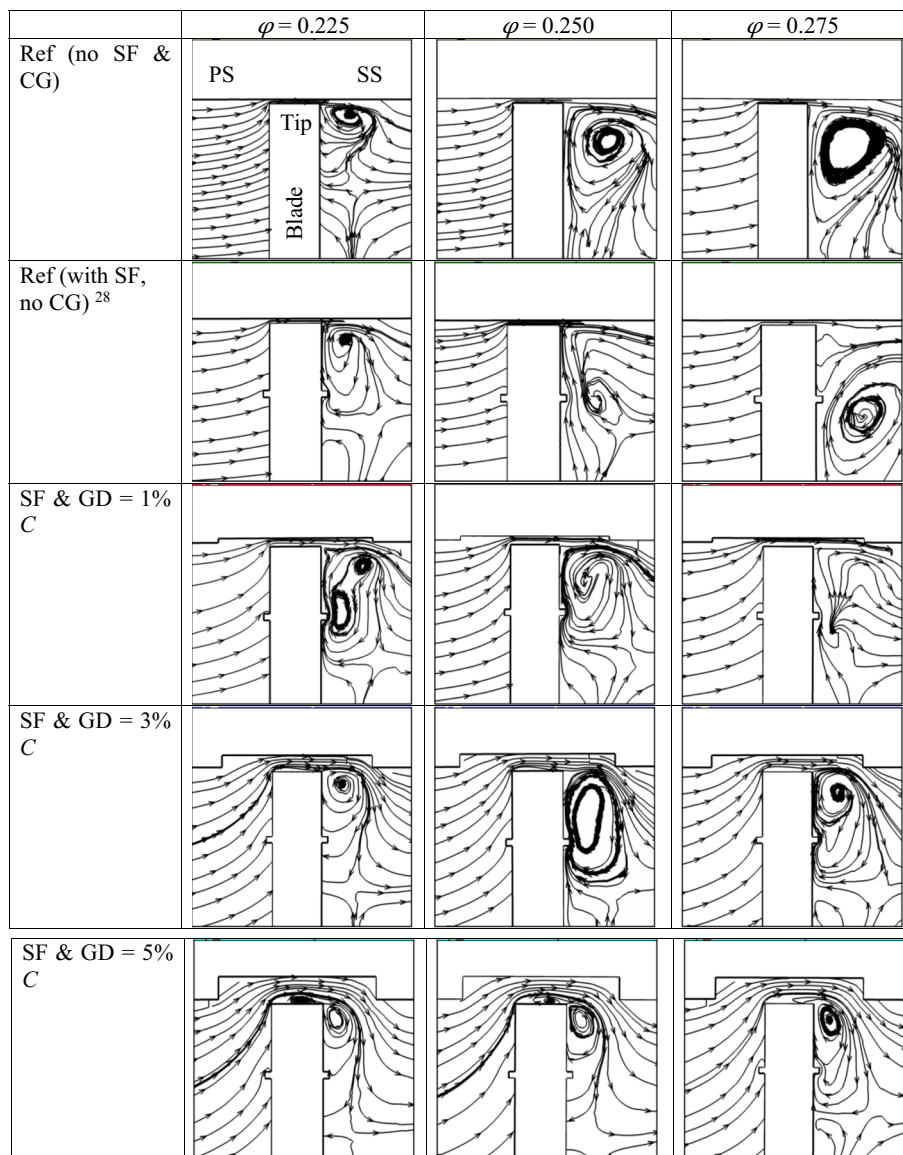 φ = 0.225 φ = 0.250 φ = 0.275
Ref (no SF &
CG)
PS SS
Tip
Blade
Ref (with SF,
no CG) 28
SF & GD = 1%
C
SF & GD = 3%
C
SF & GD = 5%
C